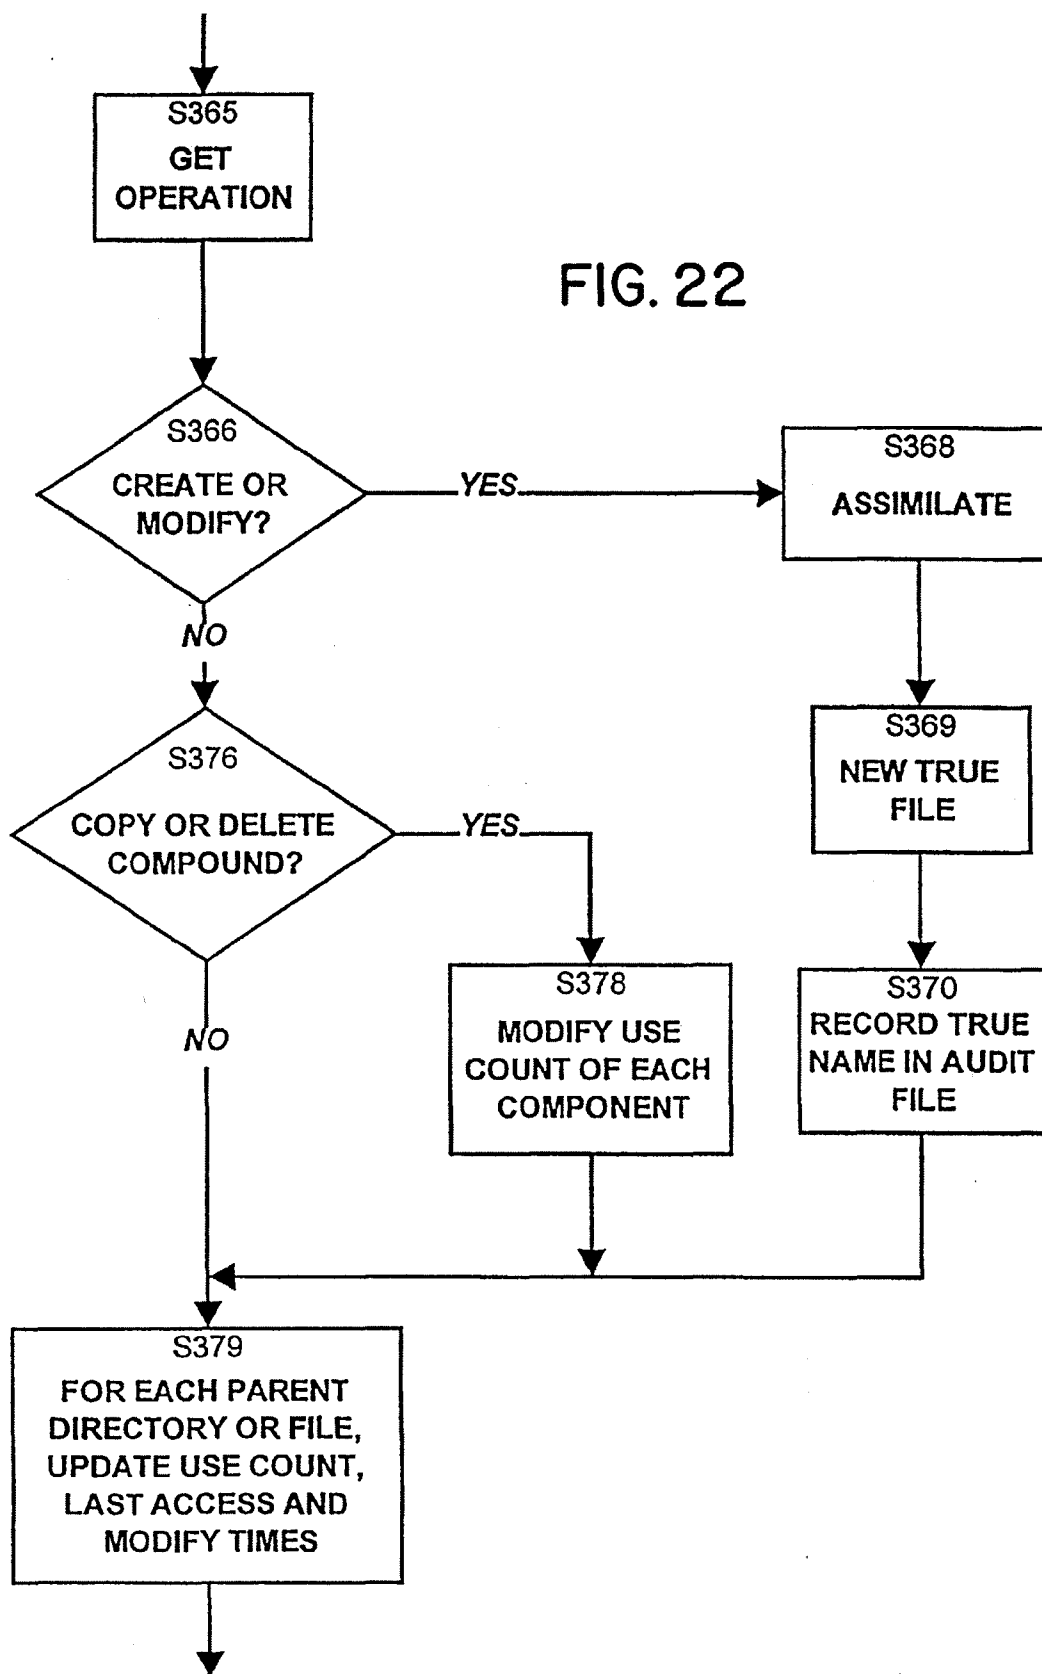 S365
GET
OPERATION
FIG. 22
S366
CREATE OR
MODIFY?
YES
S368
ASSIMILATE
NO
S369
NEW TRUE
FILE
S376
COPY OR DELETE
COMPOUND?
YES
S378
MODIFY USE
COUNT OF EACH
COMPONENT
S370
RECORD TRUE
NAME IN AUDIT
FILE
NO
S379
FOR EACH PARENT
DIRECTORY OR FILE,
UPDATE USE COUNT,
LAST ACCESS AND
MODIFY TIMES